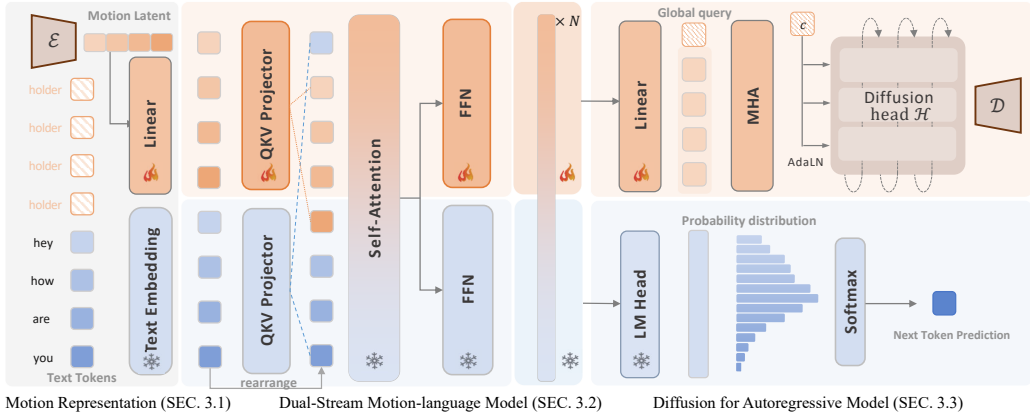 ℰ
Motion Latent
holder
holder
holder
holder
hey
how
are
you
Text Tokens
Linear
Text Embedding
QKV Projector
QKV Projector
rearrange
Self-Attention
FFN
FFN
× N
Linear
Global query
MHA
c
AdaLN
Diffusion
head ℋ
𝒟
LM Head
Probability distribution
Softmax
Next Token Prediction
Motion Representation (SEC. 3.1)
Dual-Stream Motion-language Model (SEC. 3.2)
Diffusion for Autoregressive Model (SEC. 3.3)